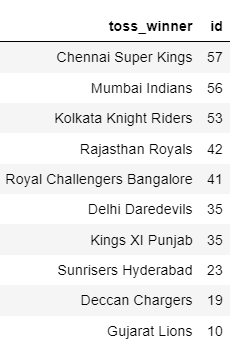 toss_winner id
Chennai Super Kings 57
Mumbai Indians 56
Kolkata Knight Riders 53
Rajasthan Royals 42
Royal Challengers Bangalore 41
Delhi Daredevils 35
Kings XI Punjab 35
Sunrisers Hyderabad 23
Deccan Chargers 19
Gujarat Lions 10